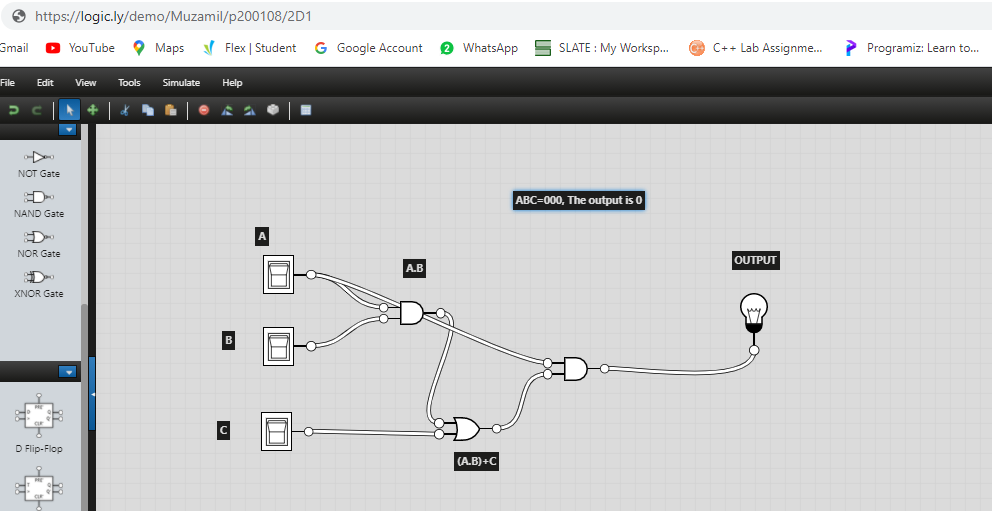 https://logic.ly/demo/Muzamil/p200108/2D1
Gmail YouTube Maps Flex | Student Google Account WhatsApp SLATE : My Worksp... C++ Lab Assignme... Programiz: Learn to...
File Edit View Tools Simulate Help
NOT Gate
NAND Gate
NOR Gate
XNOR Gate
D Flip-Flop
ABC=000, The output is 0
A
A.B
OUTPUT
B
C
(A.B)+C